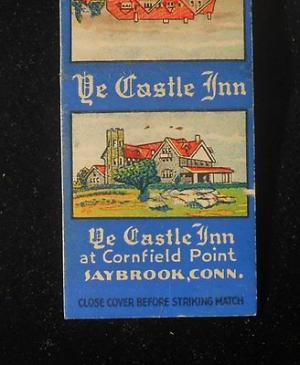 Ye Castle Inn
Ye Castle Inn
at Cornfield Point
SAYBROOK, CONN.
CLOSE COVER BEFORE STRIKING MATCH